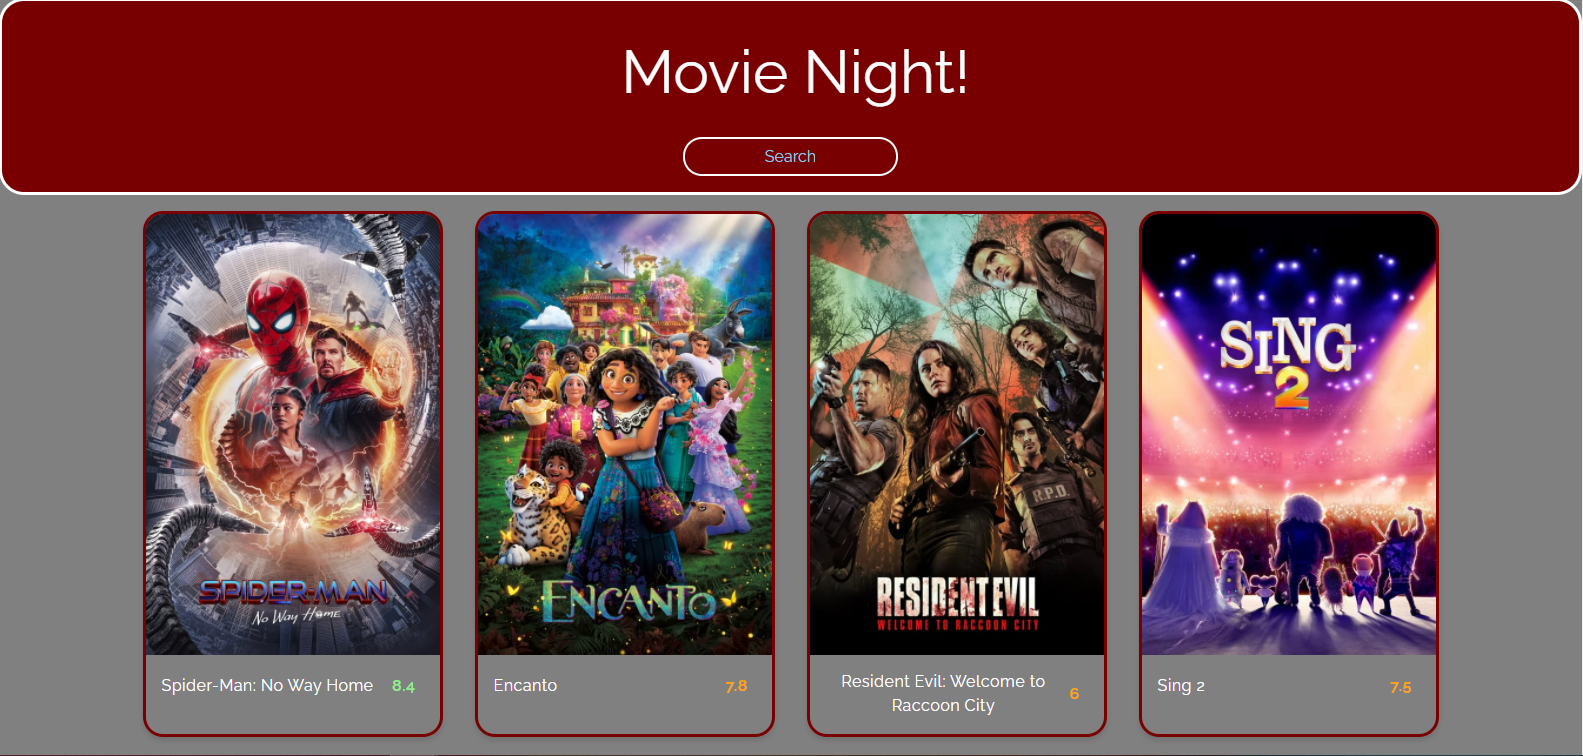 Movie Night!
Search
SPIDER-MAN
No Way Home
ENCANTO
R.P.D.
RESIDENT EVIL
WELCOME TO RACCOON CITY
SING
2
Spider-Man: No Way Home 8.4
Encanto 7.8
Resident Evil: Welcome to
Raccoon City 6
Sing 2 7.5